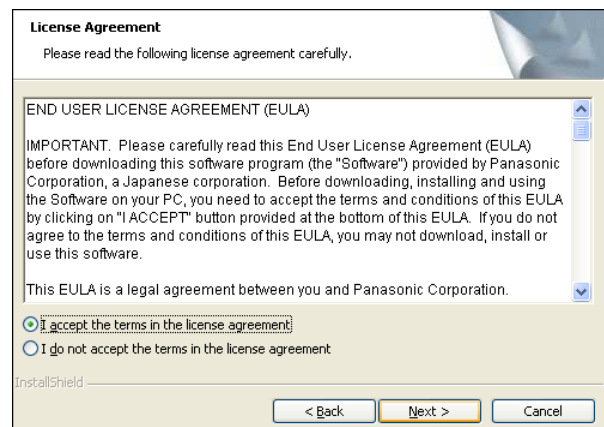 License Agreement
Please read the following license agreement carefully.
END USER LICENSE AGREEMENT (EULA)
IMPORTANT.  Please carefully read this End User License Agreement (EULA)
before downloading this software program (the "Software") provided by Panasonic
Corporation, a Japanese corporation.  Before downloading, installing and using
the Software on your PC, you need to accept the terms and conditions of this EULA
by clicking on "I ACCEPT" button provided at the bottom of this EULA.  If you do not
agree to the terms and conditions of this EULA, you may not download, install or
use this software.
This EULA is a legal agreement between you and Panasonic Corporation.
I accept the terms in the license agreement
I do not accept the terms in the license agreement
InstallShield
< Back Next > Cancel